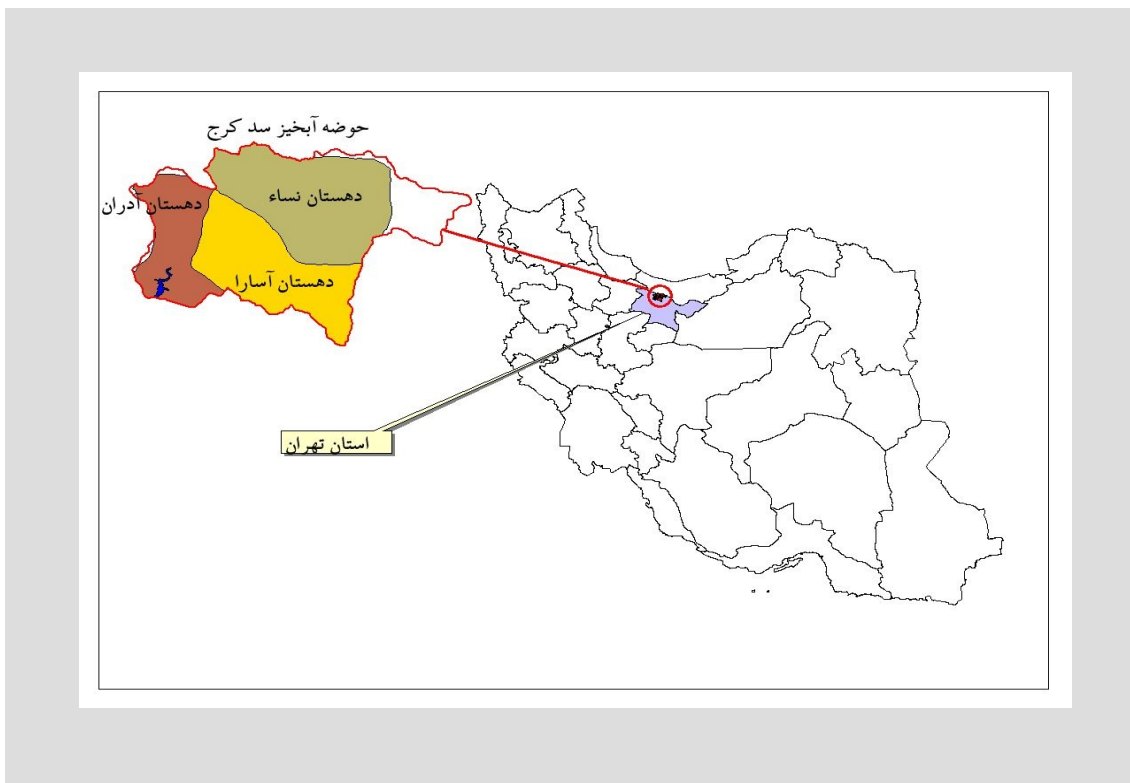 حوضه آبخیز سد کرج
دهستان نساء
دهستان آدران
دهستان آسارا
استان تهران